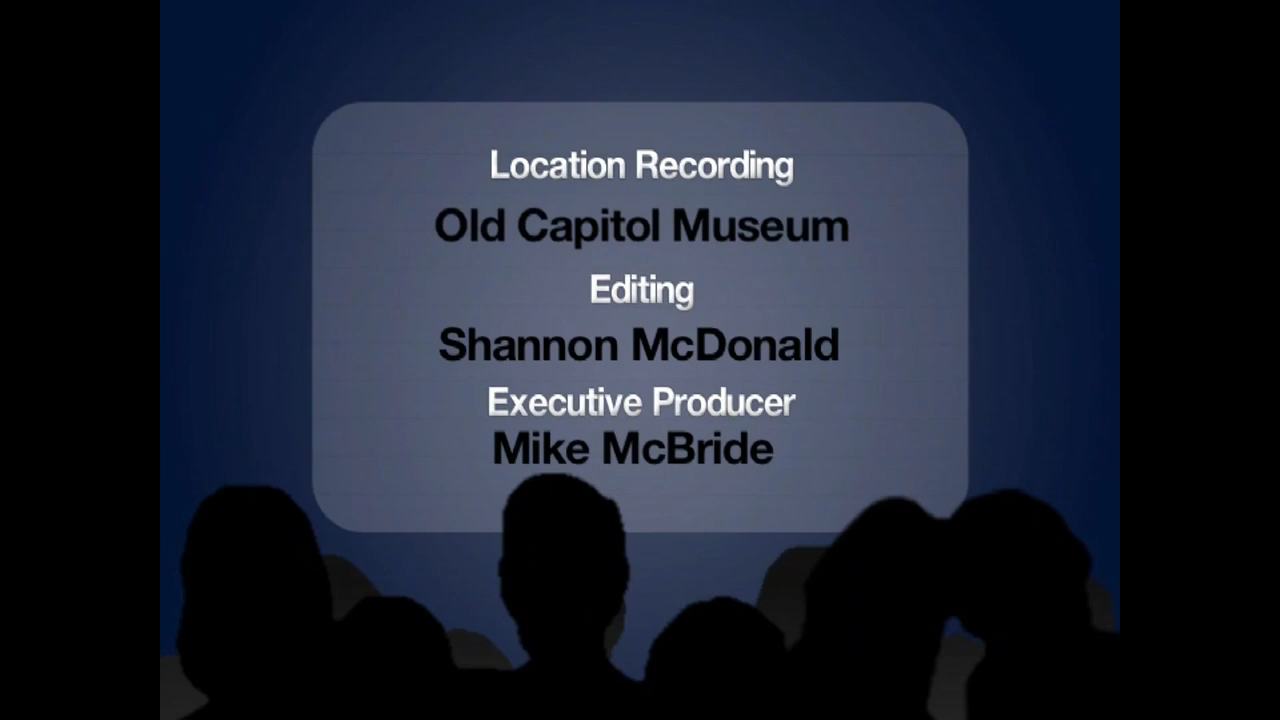 Location Recording
Old Capitol Museum
Editing
Shannon McDonald
Executive Producer
Mike McBride